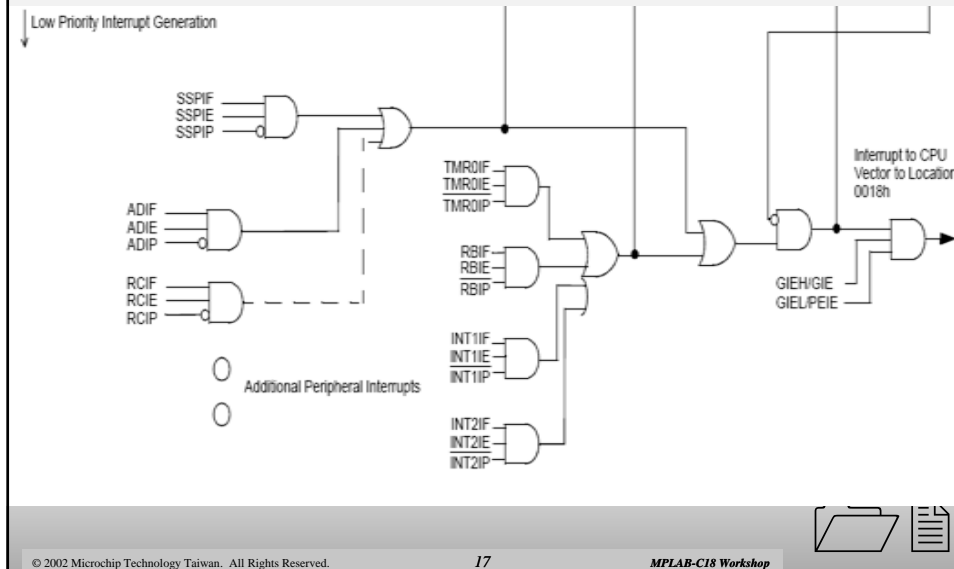 Low Priority Interrupt Generation
SSPIF
SSPIE
SSPIP
ADIF
ADIE
ADIP
RCIF
RCIE
RCIP
Additional Peripheral Interrupts
TMR0IF
TMR0IE
TMR0IP
RBIF
RBIE
RBIP
INT1IF
INT1IE
INT1IP
INT2IF
INT2IE
INT2IP
Interrupt to CPU
Vector to Location
0018h
GIEH/GIE
GIEL/PEIE
© 2002 Microchip Technology Taiwan. All Rights Reserved.
17
MPLAB-C18 Workshop